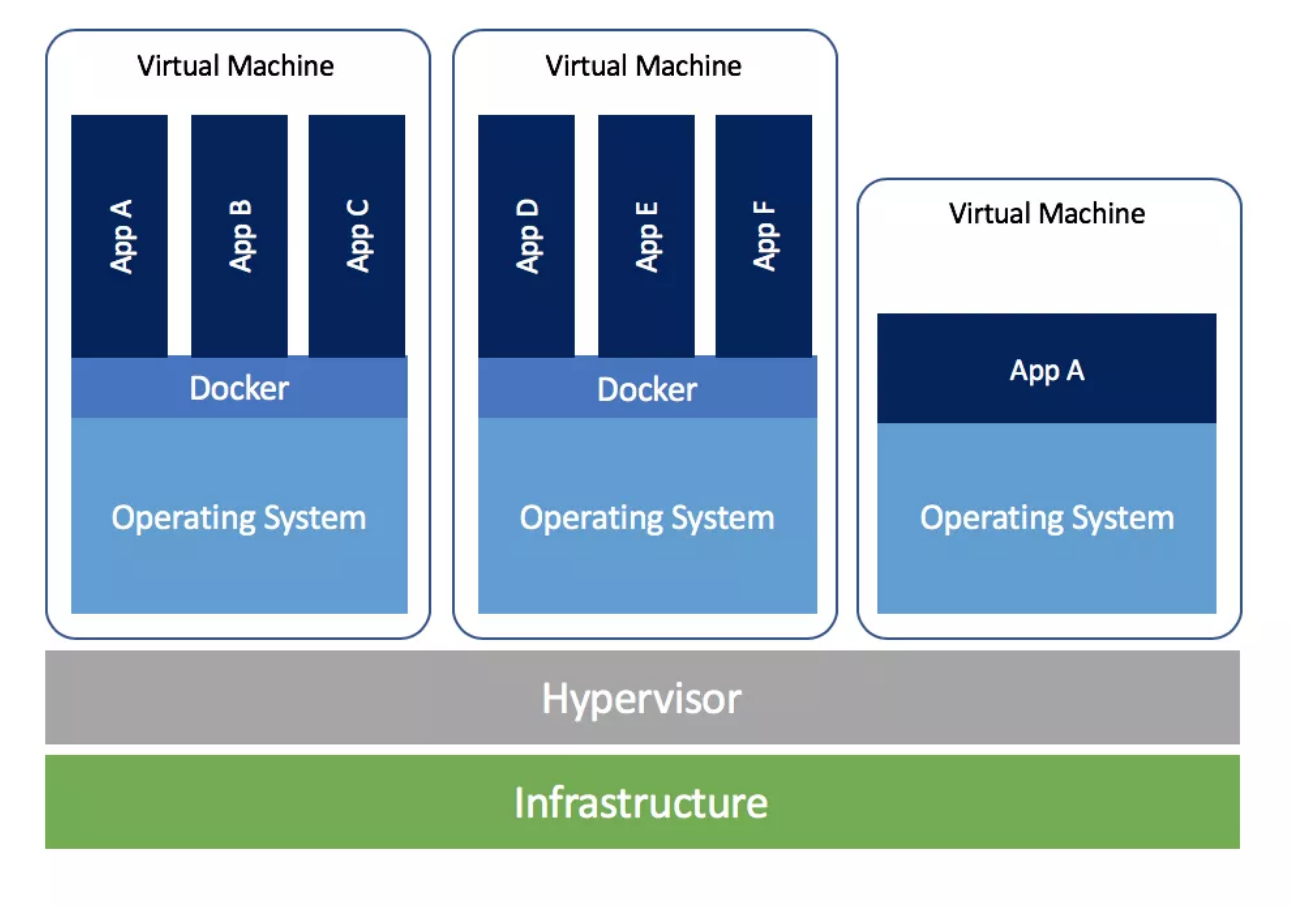 Virtual Machine
App A
App B
App C
Docker
Operating System
Virtual Machine
App D
App E
App F
Docker
Operating System
Virtual Machine
App A
Operating System
Hypervisor
Infrastructure